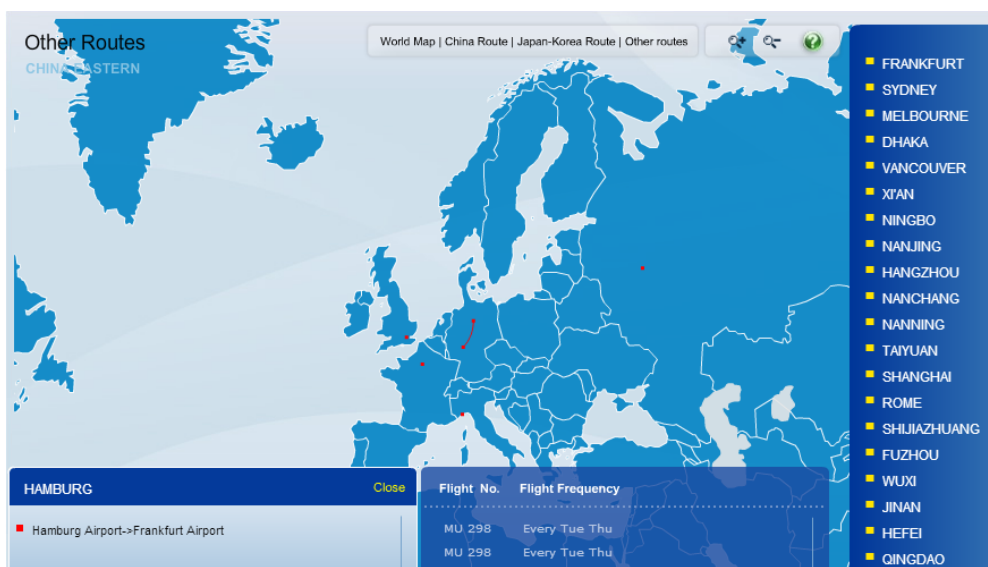 Other Routes
CHINA EASTERN
World Map | China Route | Japan-Korea Route | Other routes
FRANKFURT
SYDNEY
MELBOURNE
DHAKA
VANCOUVER
XI'AN
NINGBO
NANJING
HANGZHOU
NANCHANG
NANNING
TAIYUAN
SHANGHAI
ROME
SHIJIAZHUANG
FUZHOU
WUXI
JINAN
HEFEI
QINGDAO
HAMBURG
Close
Hamburg Airport->Frankfurt Airport
Flight No. Flight Frequency
MU 298 Every Tue Thu
MU 298 Every Tue Thu